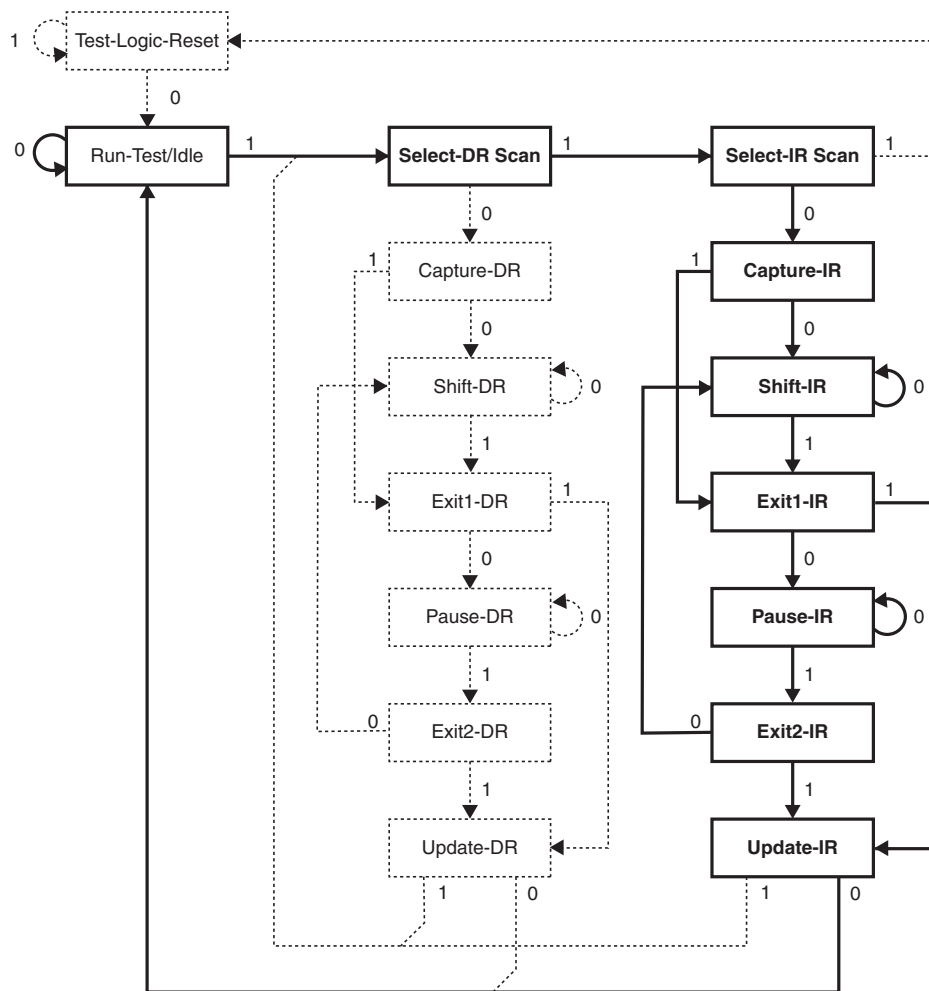 1
Test-Logic-Reset
0
0
Run-Test/Idle
1
Select-DR Scan
1
Select-IR Scan
1
0
0
1
Capture-DR
1
Capture-IR
0
0
Shift-DR
0
Shift-IR
0
1
1
Exit1-DR
1
Exit1-IR
1
0
0
Pause-DR
0
Pause-IR
0
1
1
0
Exit2-DR
0
Exit2-IR
1
1
Update-DR
Update-IR
1
0
1
0